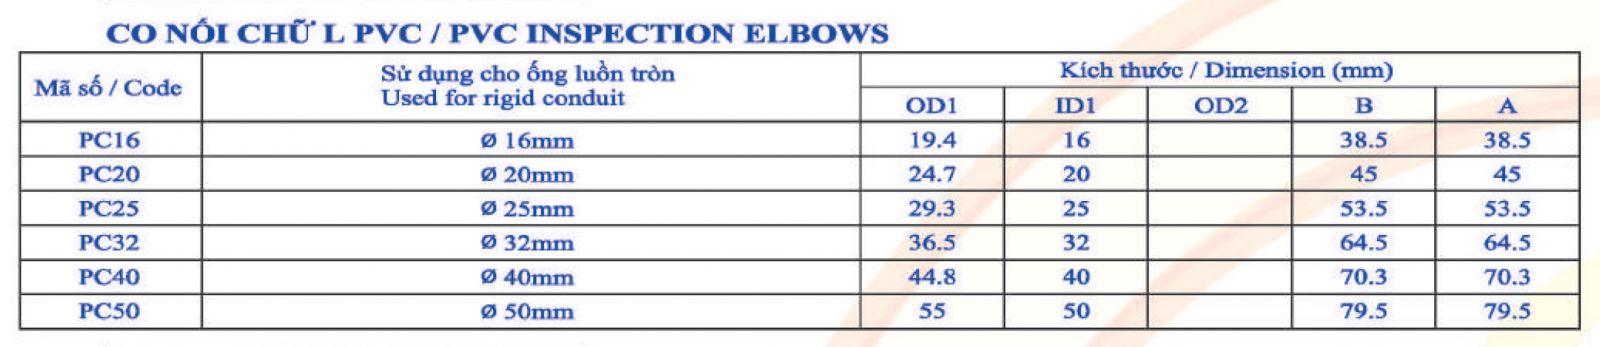 CO NỐI CHỮ L PVC / PVC INSPECTION ELBOWS
Mã số / Code
Sử dụng cho ống luồn tròn
Used for rigid conduit
Kích thước / Dimension (mm)
OD1 ID1 OD2 B A
PC16 Ø 16mm 19.4 16 38.5 38.5
PC20 Ø 20mm 24.7 20 45 45
PC25 Ø 25mm 29.3 25 53.5 53.5
PC32 Ø 32mm 36.5 32 64.5 64.5
PC40 Ø 40mm 44.8 40 70.3 70.3
PC50 Ø 50mm 55 50 79.5 79.5